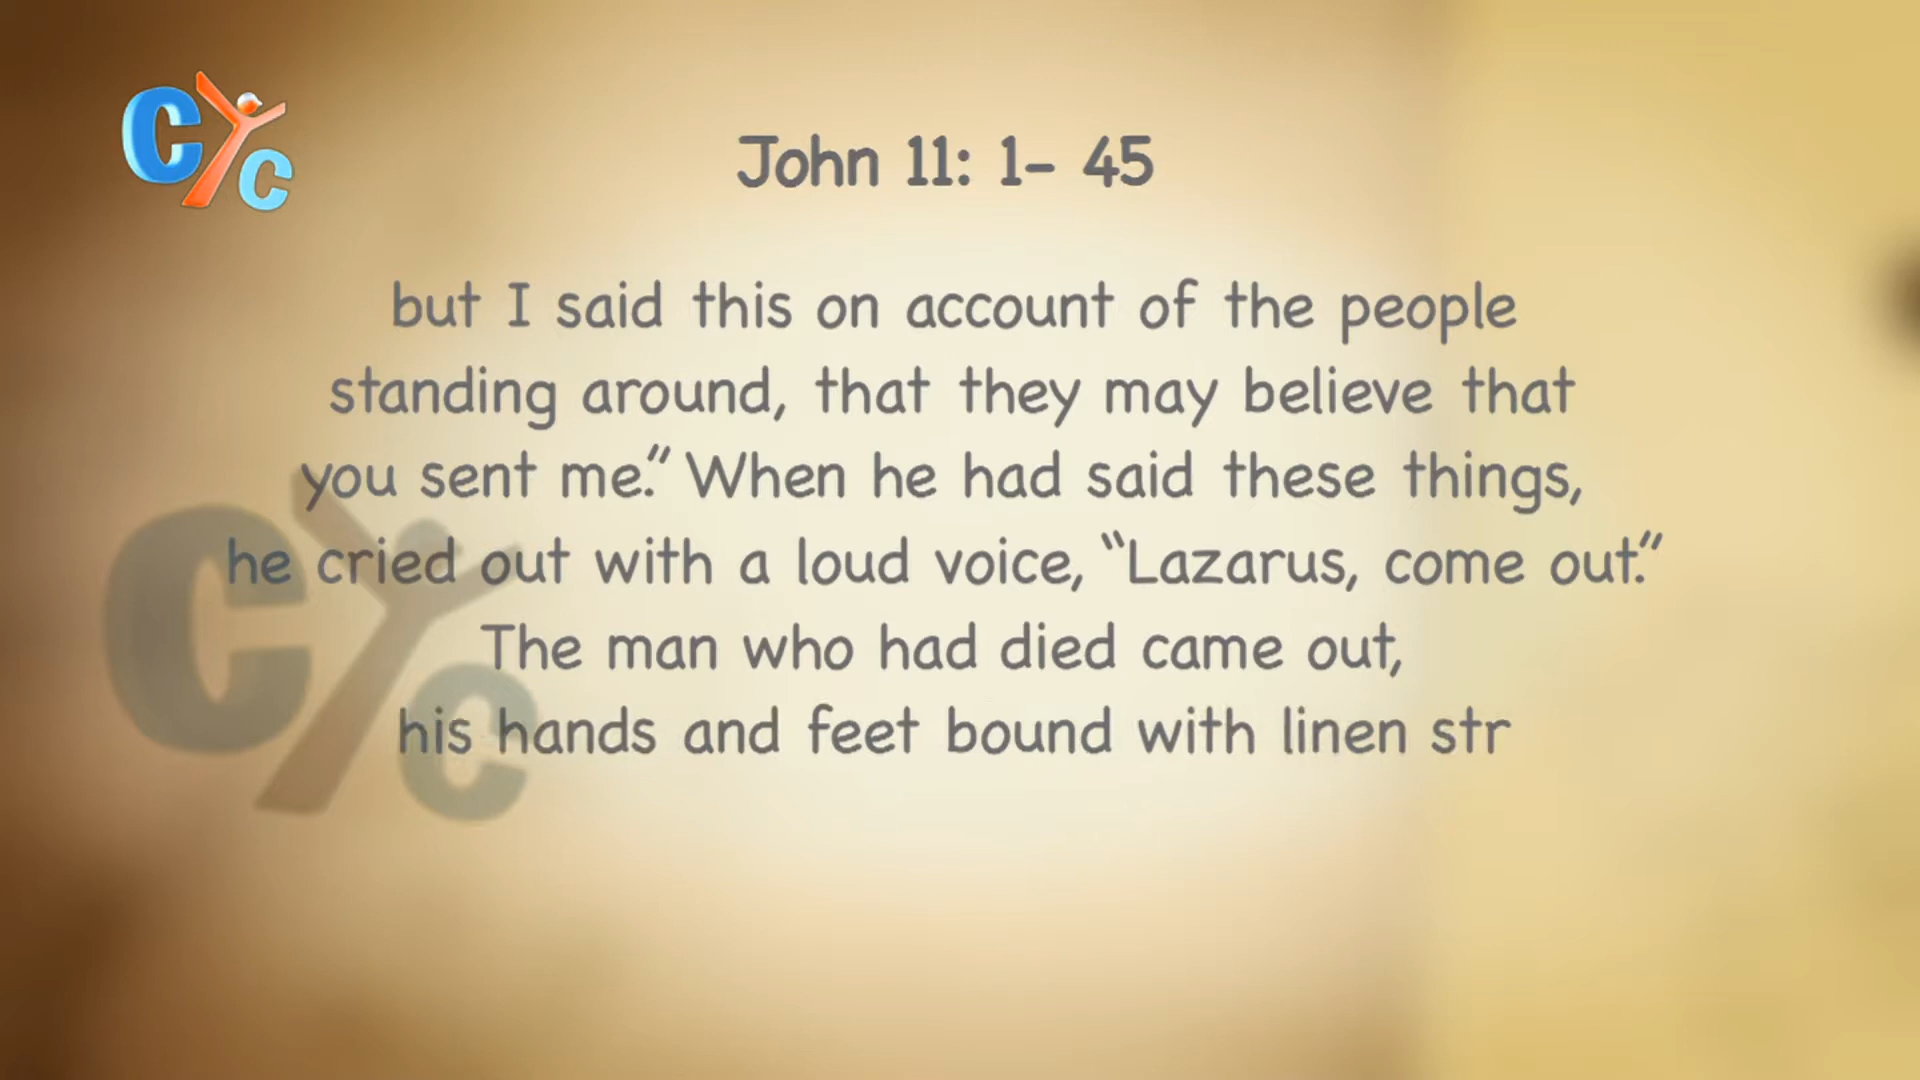 CYC
John 11: 1– 45
but I said this on account of the people
standing around, that they may believe that
you sent me.” When he had said these things,
he cried out with a loud voice, “Lazarus, come out.”
The man who had died came out,
his hands and feet bound with linen str
CYC